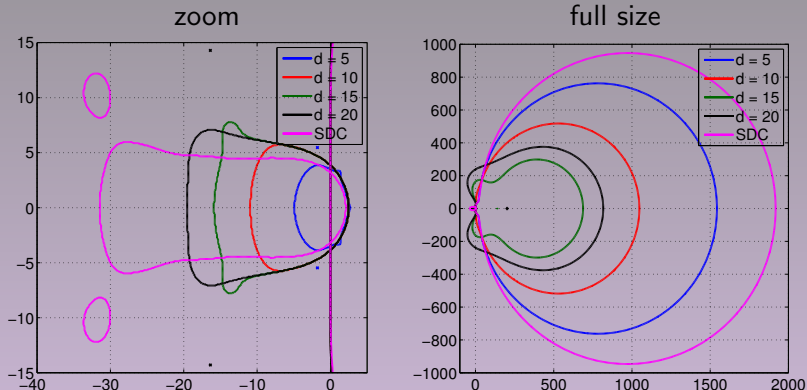 zoom
full size
15
10
5
0
−5
−10
−15
−40
−30
−20
−10
0
d = 5
d = 10
d = 15
d = 20
SDC
1000
800
600
400
200
0
−200
−400
−600
−800
−1000
0
500
1000
1500
2000
d = 5
d = 10
d = 15
d = 20
SDC